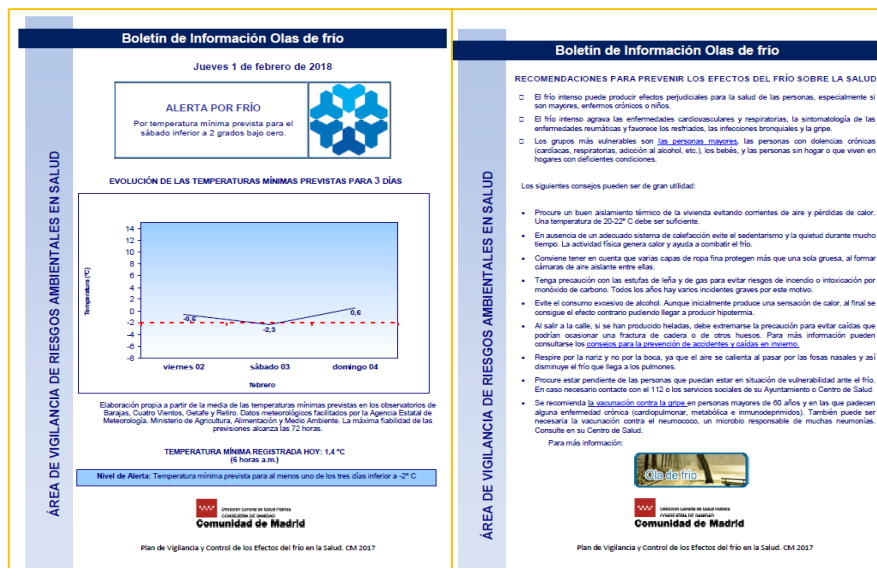 Boletín de Información Olas de frío
Jueves 1 de febrero de 2018
ALERTA POR FRÍO
Por temperatura mínima prevista para el
sábado inferior a 2 grados bajo cero.
EVOLUCIÓN DE LAS TEMPERATURAS MÍNIMAS PREVISTAS PARA 3 DÍAS
Temperatura (ºC)
14
12
10
8
6
4
2
0
-2
-4
-6
-8
-0,6
-2,3
0,6
viernes 02
sábado 03
domingo 04
febrero
Elaboración propia a partir de la media de las temperaturas mínimas previstas en los observatorios de
Barajas, Cuatro Vientos, Getafe y Retiro. Datos meteorológicos facilitados por la Agencia Estatal de
Meteorología. Ministerio de Agricultura, Alimentación y Medio Ambiente. La máxima fiabilidad de las
previsiones alcanza las 72 horas.
TEMPERATURA MÍNIMA REGISTRADA HOY: 1,4 ºC
(6 horas a.m.)
Nivel de Alerta: Temperatura mínima prevista para al menos uno de los tres días inferior a -2º C
Dirección General de Salud Pública
CONSEJERÍA DE SANIDAD
Comunidad de Madrid
Plan de Vigilancia y Control de los Efectos del frío en la Salud. CM 2017
ÁREA DE VIGILANCIA DE RIESGOS AMBIENTALES EN SALUD
Boletín de Información Olas de frío
RECOMENDACIONES PARA PREVENIR LOS EFECTOS DEL FRÍO SOBRE LA SALUD
El frío intenso puede producir efectos perjudiciales para la salud de las personas, especialmente si
son mayores, enfermos crónicos o niños.
El frío intenso agrava las enfermedades cardiovasculares y respiratorias, la sintomatología de las
enfermedades reumáticas y favorece los resfriados, las infecciones bronquiales y la gripe.
Los grupos más vulnerables son las personas mayores, las personas con dolencias crónicas
(cardíacas, respiratorias, adicción al alcohol, etc.), los bebés, y las personas sin hogar o que viven en
hogares con deficientes condiciones.
Los siguientes consejos pueden ser de gran utilidad:
Procure un buen aislamiento térmico de la vivienda evitando corrientes de aire y pérdidas de calor.
Una temperatura de 20-22º C debe ser suficiente.
En ausencia de un adecuado sistema de calefacción evite el sedentarismo y la quietud durante mucho
tiempo. La actividad física genera calor y ayuda a combatir el frío.
Conviene tener en cuenta que varias capas de ropa fina protegen más que una sola gruesa, al formar
cámaras de aire aislante entre ellas.
Tenga precaución con las estufas de leña y de gas para evitar riesgos de incendio o intoxicación por
monóxido de carbono. Todos los años hay varios incidentes graves por este motivo.
Evite el consumo excesivo de alcohol. Aunque inicialmente produce una sensación de calor, al final se
consigue el efecto contrario pudiendo llegar a producir hipotermia.
Al salir a la calle, si se han producido heladas, debe extremarse la precaución para evitar caídas que
podrían ocasionar una fractura de cadera o de otros huesos. Para más información pueden
consultarse los consejos para la prevención de accidentes y caídas en invierno.
Respire por la nariz y no por la boca, ya que el aire se calienta al pasar por las fosas nasales y así
disminuye el frío que llega a los pulmones.
Procure estar pendiente de las personas que puedan estar en situación de vulnerabilidad ante el frío.
En caso necesario contacte con el 112 o los servicios sociales de su Ayuntamiento o Centro de Salud
Se recomienda la vacunación contra la gripe en personas mayores de 60 años y en las que padecen
alguna enfermedad crónica (cardiopulmonar, metabólica e inmunodeprimidos). También puede ser
necesaria la vacunación contra el neumococo, un microbio responsable de muchas neumonías.
Consulte en su Centro de Salud.
Para más información:
Ola de frío
Dirección General de Salud Pública
CONSEJERÍA DE SANIDAD
Comunidad de Madrid
Plan de Vigilancia y Control de los Efectos del frío en la Salud. CM 2017
ÁREA DE VIGILANCIA DE RIESGOS AMBIENTALES EN SALUD